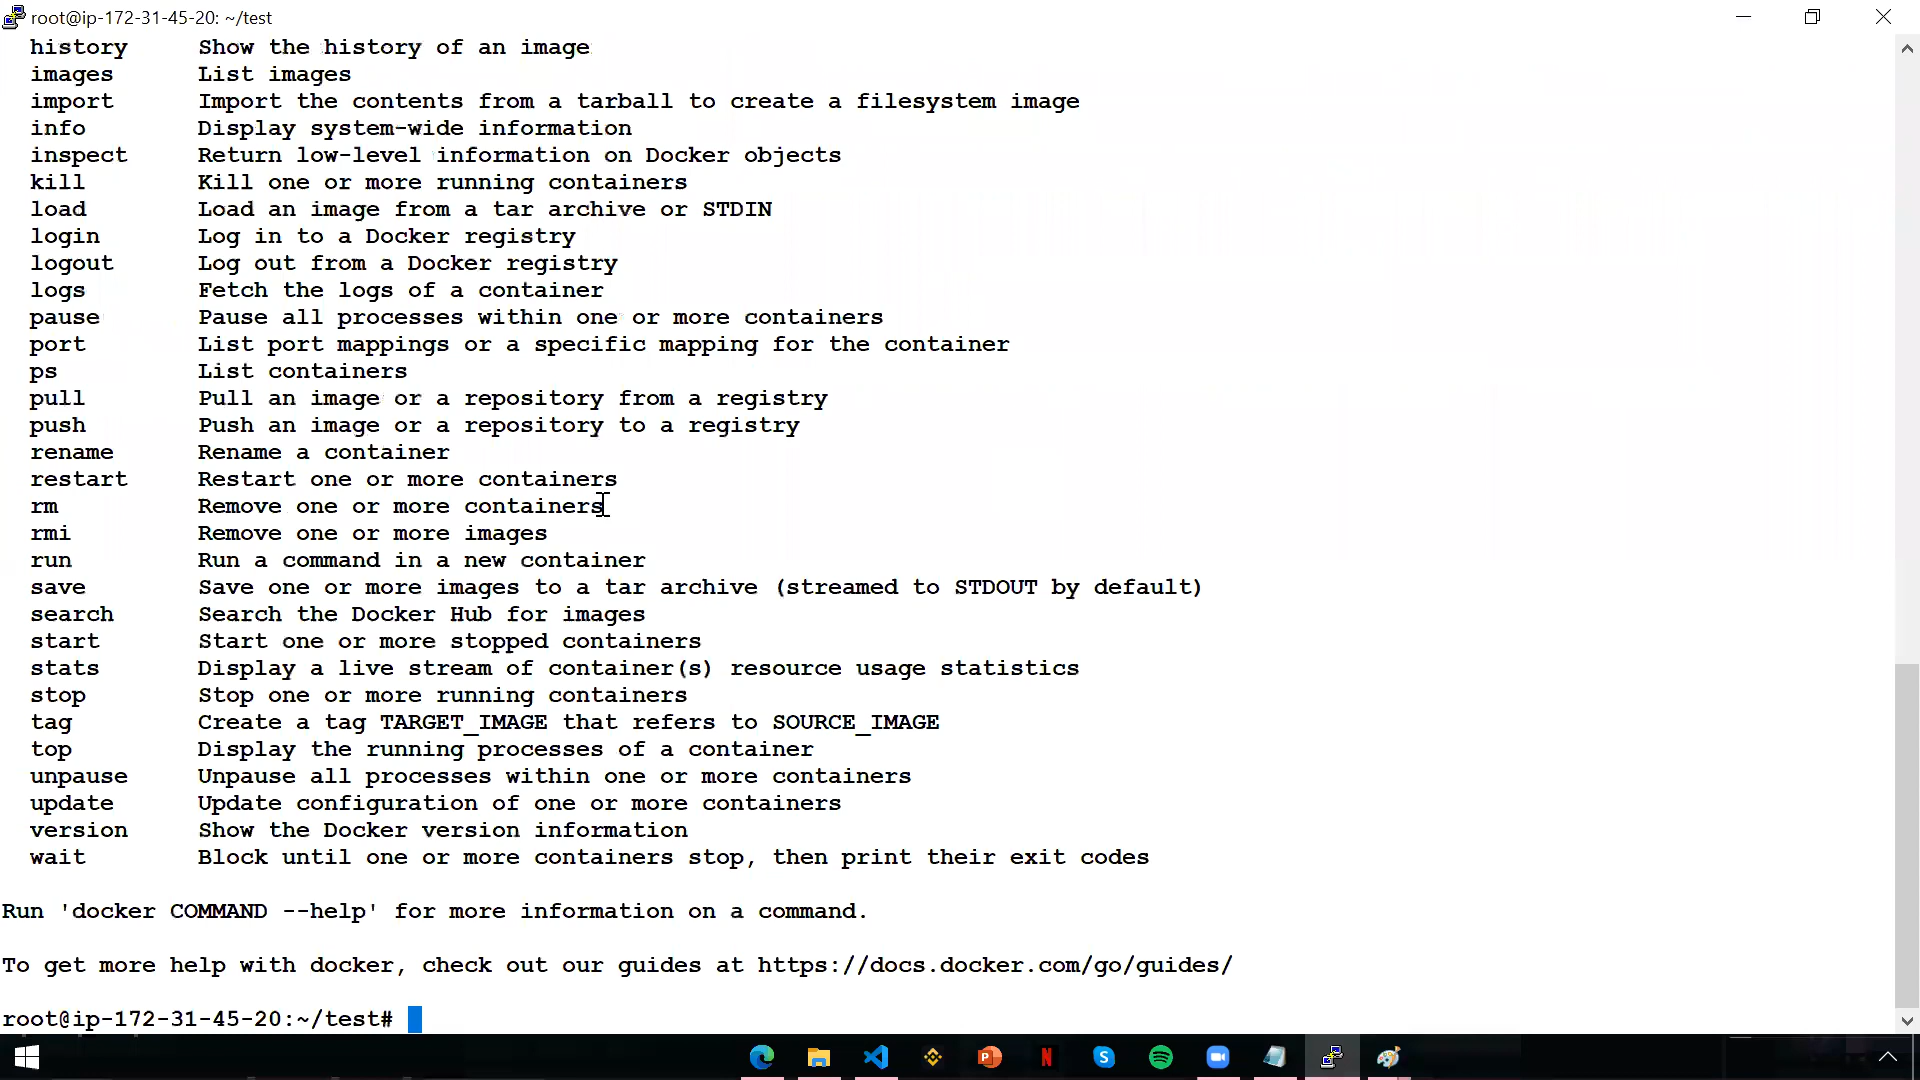 root@ip-172-31-45-20: ~/test
history Show the history of an image
images List images
import Import the contents from a tarball to create a filesystem image
info Display system-wide information
inspect Return low-level information on Docker objects
kill Kill one or more running containers
load Load an image from a tar archive or STDIN
login Log in to a Docker registry
logout Log out from a Docker registry
logs Fetch the logs of a container
pause Pause all processes within one or more containers
port List port mappings or a specific mapping for the container
ps List containers
pull Pull an image or a repository from a registry
push Push an image or a repository to a registry
rename Rename a container
restart Restart one or more containers
rm Remove one or more containers
rmi Remove one or more images
run Run a command in a new container
save Save one or more images to a tar archive (streamed to STDOUT by default)
search Search the Docker Hub for images
start Start one or more stopped containers
stats Display a live stream of container(s) resource usage statistics
stop Stop one or more running containers
tag Create a tag TARGET_IMAGE that refers to SOURCE_IMAGE
top Display the running processes of a container
unpause Unpause all processes within one or more containers
update Update configuration of one or more containers
version Show the Docker version information
wait Block until one or more containers stop, then print their exit codes
Run 'docker COMMAND --help' for more information on a command.
To get more help with docker, check out our guides at https://docs.docker.com/go/guides/
root@ip-172-31-45-20:~/test#